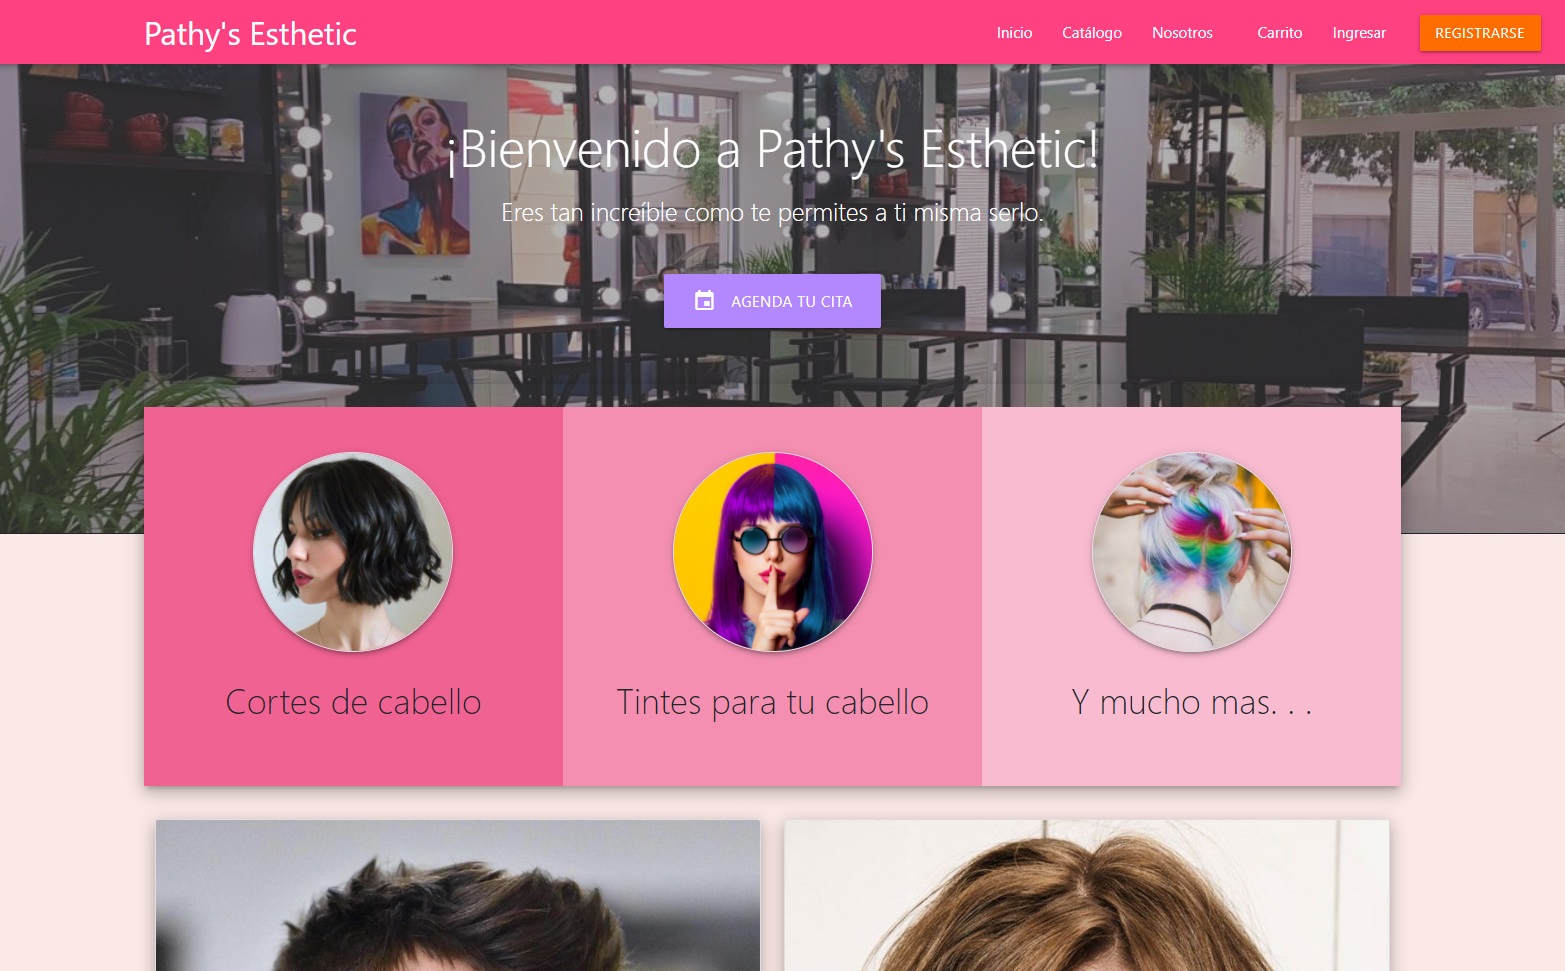 Pathy's Esthetic
Inicio Catálogo Nosotros Carrito Ingresar REGISTRARSE
¡Bienvenido a Pathy's Esthetic!
Eres tan increíble como te permites a ti misma serlo.
AGENDA TU CITA
Cortes de cabello
Tintes para tu cabello
Y mucho mas. . .